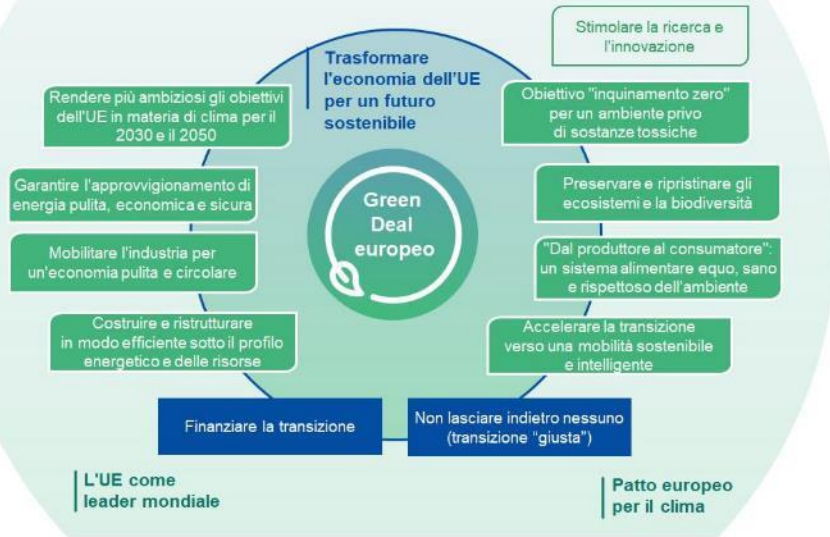 Stimolare la ricerca e
l'innovazione
Trasformare
l'economia dell'UE
per un futuro
sostenibile
Rendere più ambiziosi gli obiettivi
dell'UE in materia di clima per il
2030 e il 2050
Obiettivo "inquinamento zero"
per un ambiente privo
di sostanze tossiche
Garantire l'approvvigionamento di
energia pulita, economica e sicura
Preservare e ripristinare gli
ecosistemi e la biodiversità
Green
Deal
europeo
Mobilitare l'industria per
un'economia pulita e circolare
"Dal produttore al consumatore":
un sistema alimentare equo, sano
e rispettoso dell'ambiente
Costruire e ristrutturare
in modo efficiente sotto il profilo
energetico e delle risorse
Accelerare la transizione
verso una mobilità sostenibile
e intelligente
Finanziare la transizione
Non lasciare indietro nessuno
(transizione "giusta")
L'UE come
leader mondiale
Patto europeo
per il clima